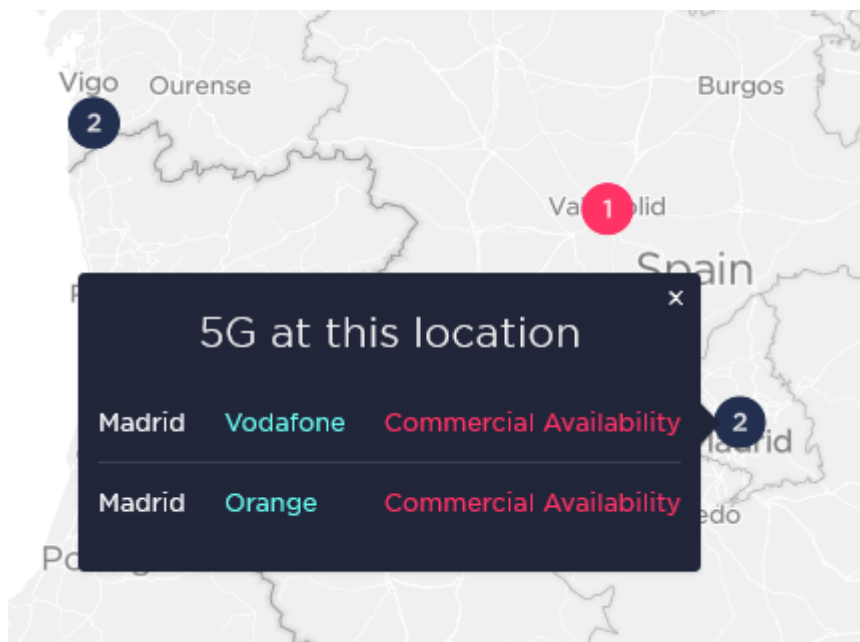 Vigo
Ourense
Burgos
2
1
Spain
5G at this location
×
Madrid Vodafone Commercial Availability
2
Madrid Orange Commercial Availability